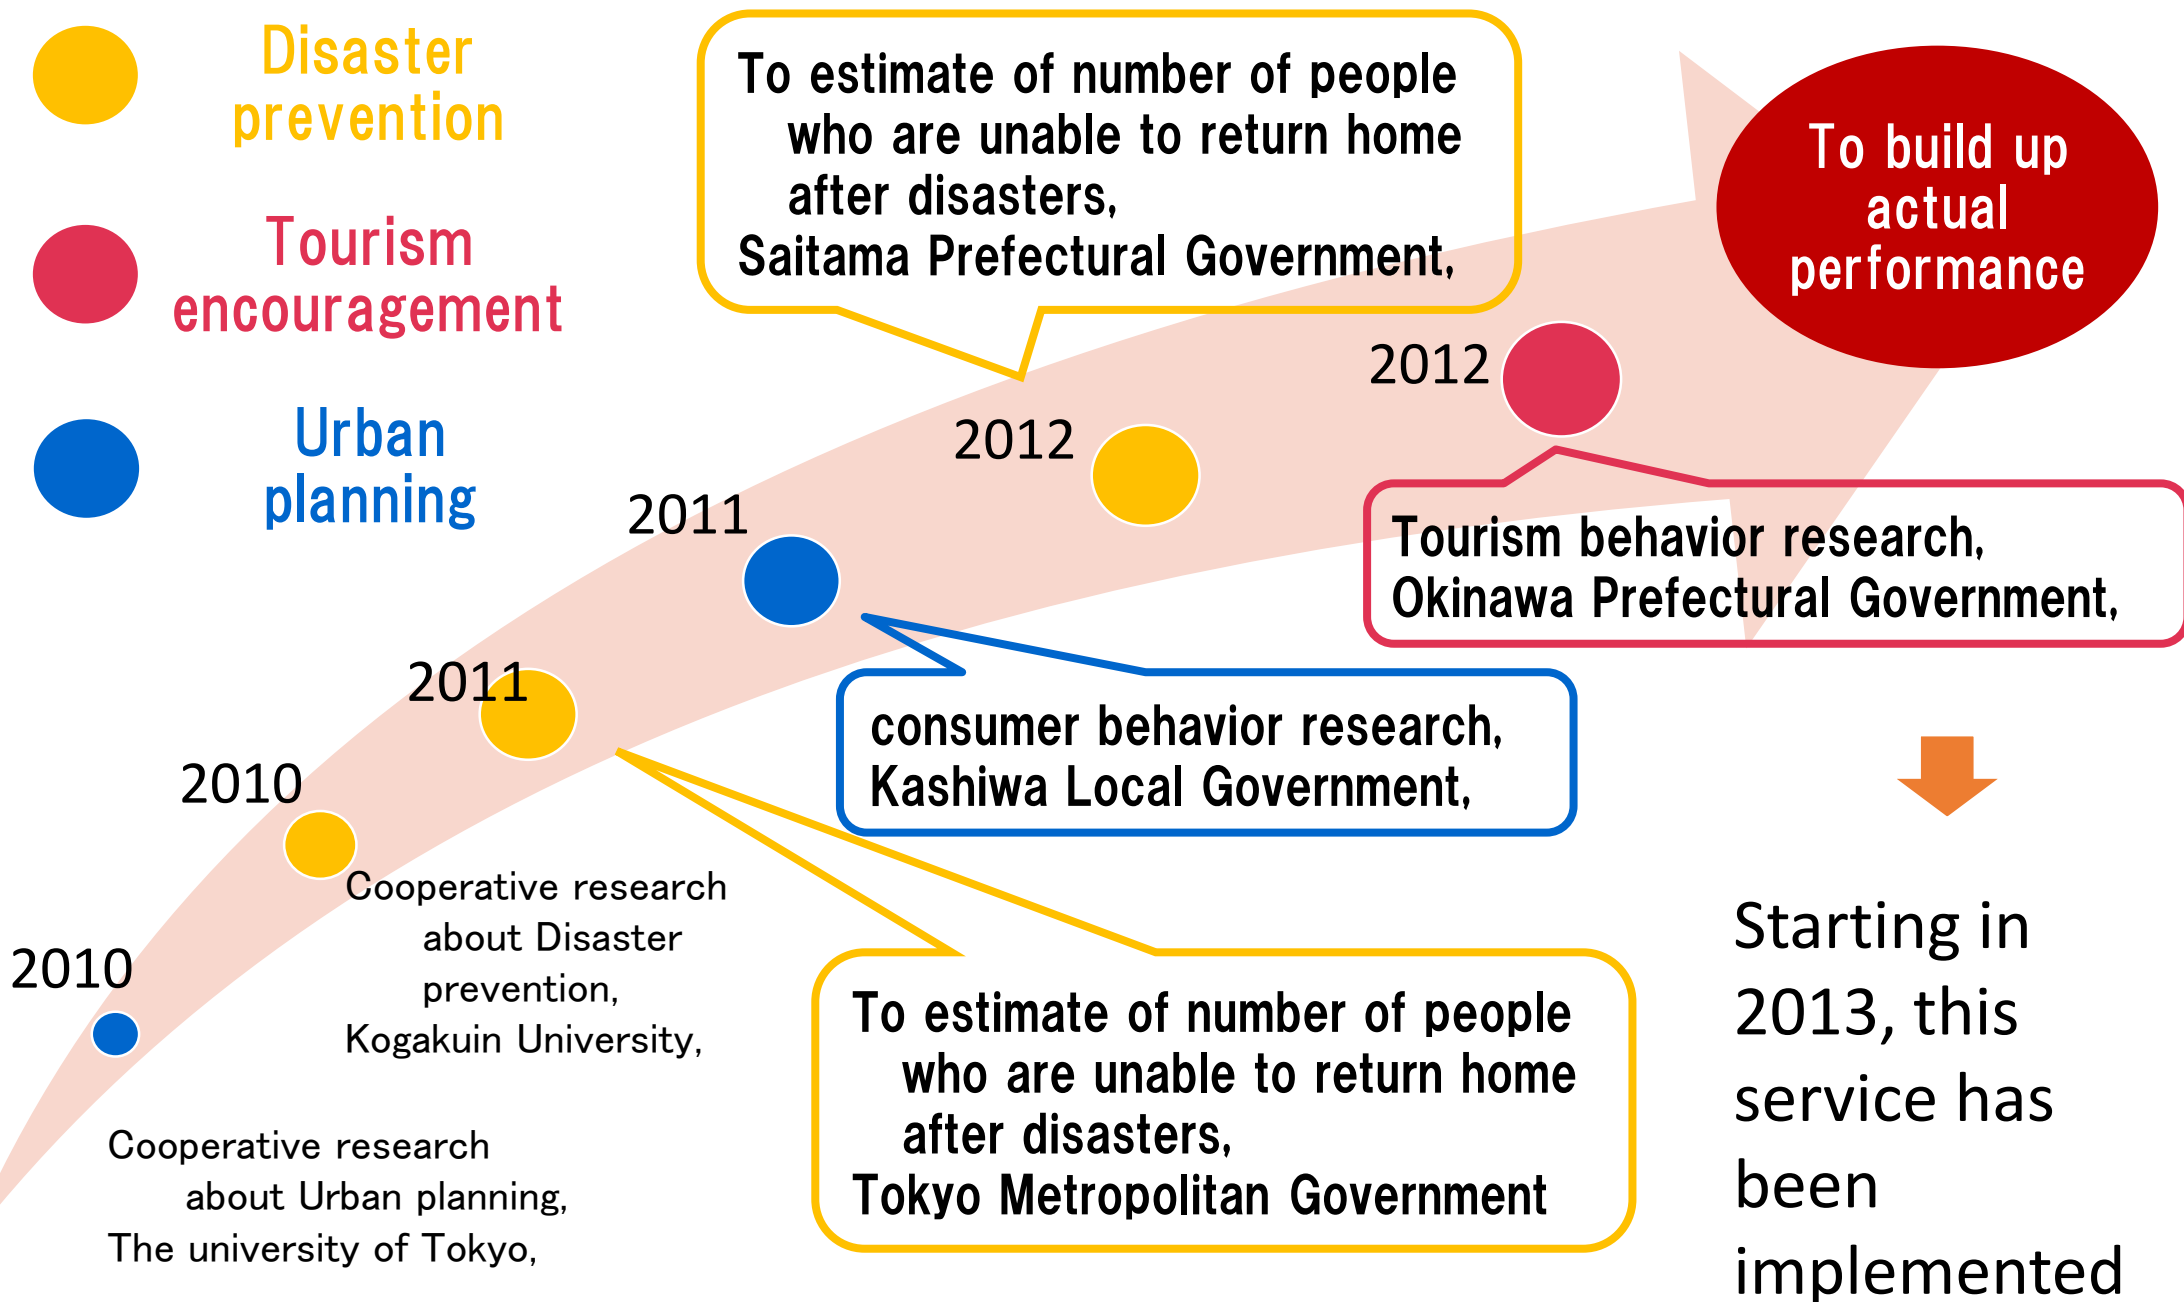 Disaster
prevention
Tourism
encouragement
Urban
planning
To estimate of number of people
who are unable to return home
after disasters,
Saitama Prefectural Government,
To build up
actual
performance
2012
2012
Tourism behavior research,
Okinawa Prefectural Government,
2011
consumer behavior research,
Kashiwa Local Government,
2011
To estimate of number of people
who are unable to return home
after disasters,
Tokyo Metropolitan Government
2010
Cooperative research
about Disaster
prevention,
Kogakuin University,
2010
Cooperative research
about Urban planning,
The university of Tokyo,
Starting in
2013, this
service has
been
implemented